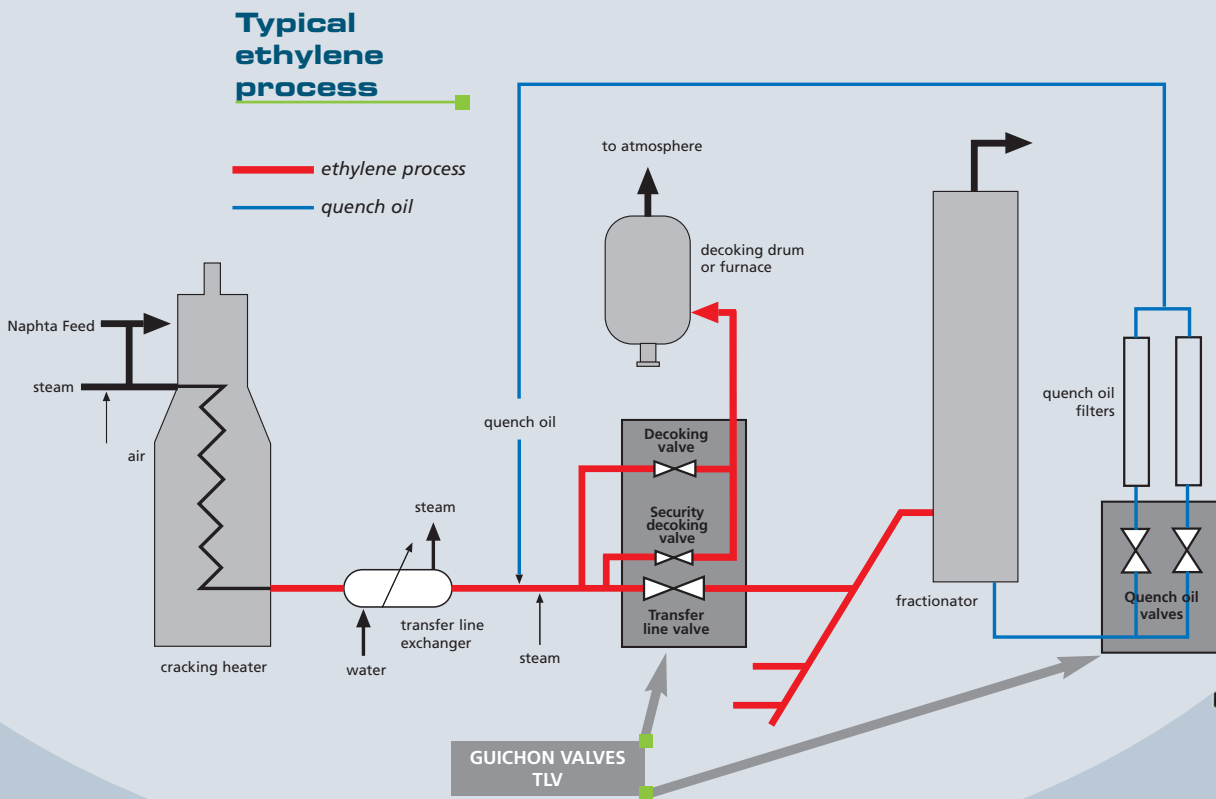 Typical
ethylene
process
ethylene process
quench oil
to atmosphere
decoking drum
or furnace
Naphta Feed
steam
air
quench oil
quench oil
filters
Decoking
valve
Security
decoking
valve
steam
Transfer
line valve
transfer line
exchanger
water
steam
cracking heater
fractionator
Quench oil
valves
GUICHON VALVES
TLV